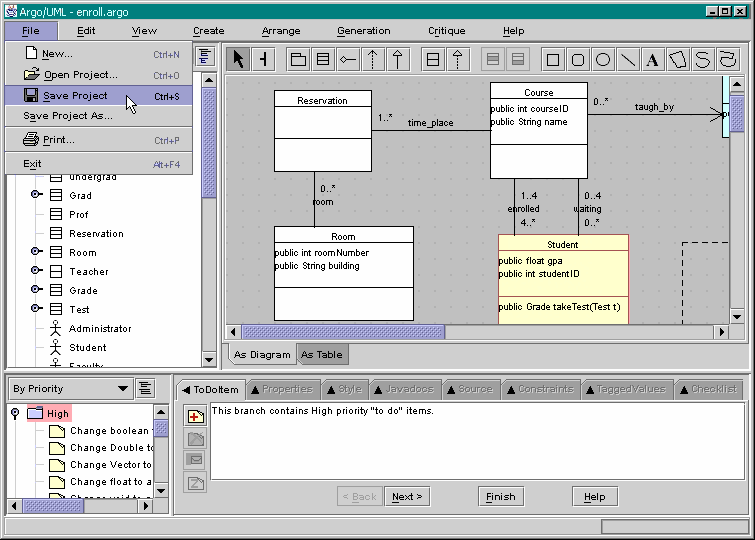 Argo/UML - enroll.argo
File Edit View Create Arrange Generation Critique Help
New... Ctrl+N
Open Project... Ctrl+O
Save Project Ctrl+S
Save Project As...
Print... Ctrl+P
Exit Alt+F4
undergrad
Grad
Prof
Reservation
Room
Teacher
Grade
Test
Administrator
Student
Faculty
A
Reservation
1..*
time_place
Course
public int courseID
public String name
0..*
taugh_by
0..*
room
1..4
enrolled
4..*
0..4
waiting
0..*
Room
public int roomNumber
public String building
Student
public float gpa
public int studentID
public Grade takeTest(Test t)
As Diagram As Table
By Priority
High
Change boolean
Change Double to
Change Vector to
Change float to a
Change void to a
ToDoItem Properties Style Javadocs Source Constraints TaggedValues Checklist
This branch contains High priority "to do" items.
< Back Next > Finish Help